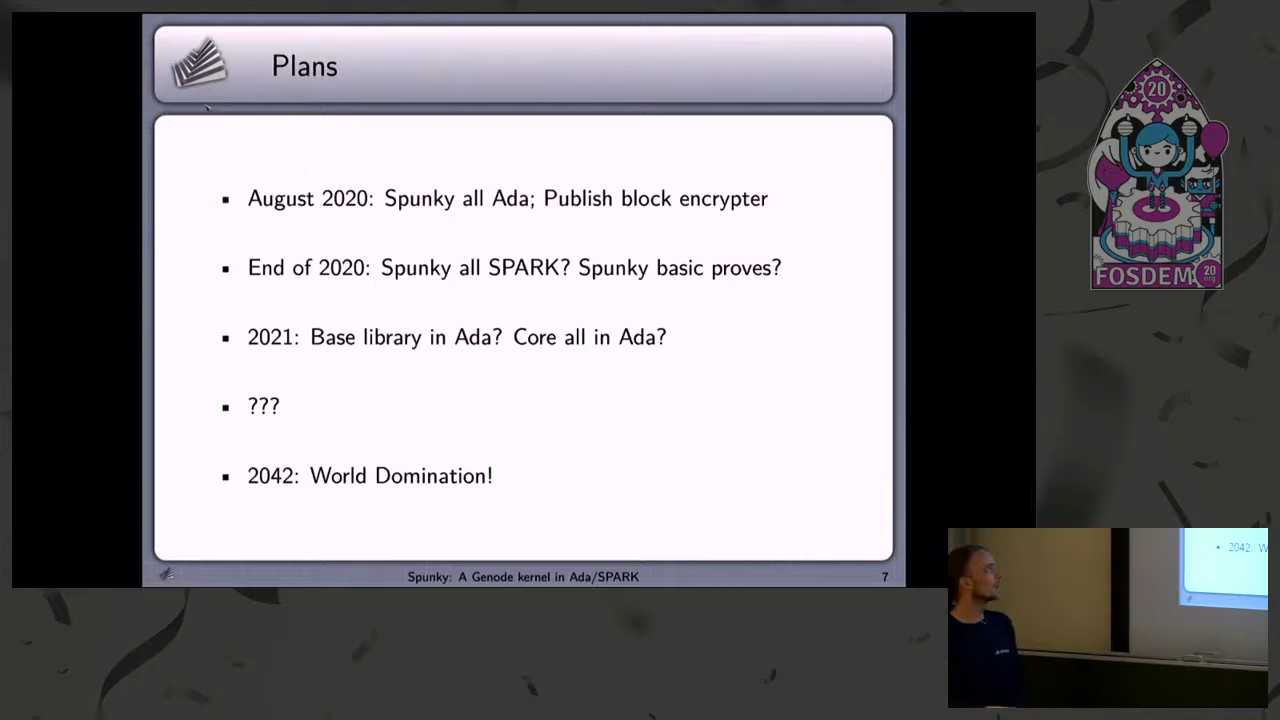 Plans
▪ August 2020: Spunky all Ada; Publish block encrypter
▪ End of 2020: Spunky all SPARK? Spunky basic proves?
▪ 2021: Base library in Ada? Core all in Ada?
▪ ???
▪ 2042: World Domination!
Spunky: A Genode kernel in Ada/SPARK
7
20
FOSDEM 20
.org
• 2042: W